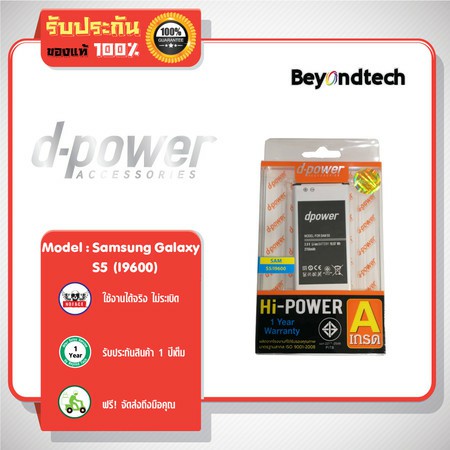 รับประกัน
ของแท้ 100%
100%
GUARANTEE
Beyondtech
d-power
ACCESSORIES
Model : Samsung Galaxy
S5 (I9600)
ใช้งานได้จริง ไม่ระเบิด
1
Year
รับประกันสินค้า 1 ปีเต็ม
ฟรี! จัดส่งถึงมือคุณ
dpower
SAM
S5/I9600
Hi-POWER
1 Year
Warranty
A
เกรด